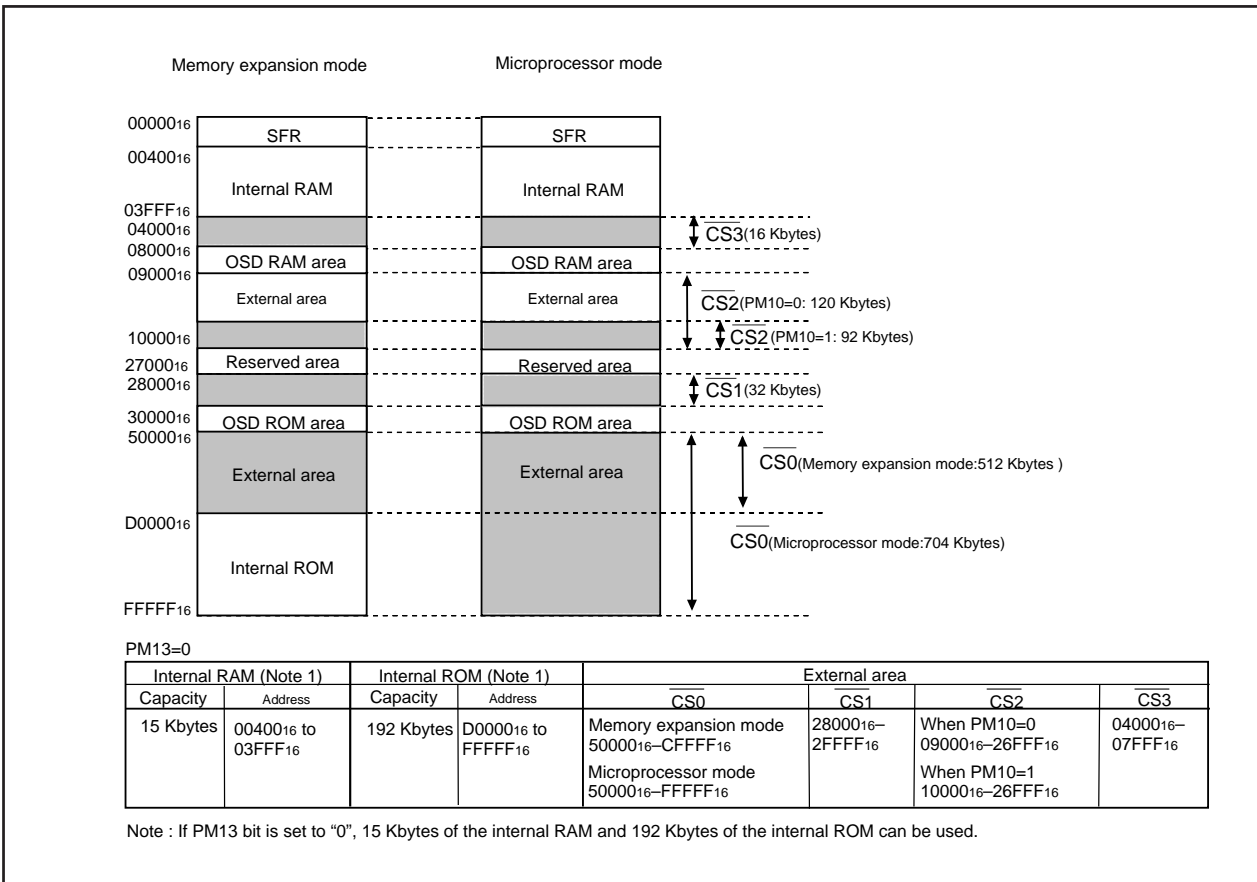 Memory expansion mode
Microprocessor mode
0000016
SFR
SFR
0040016
Internal RAM
Internal RAM
03FFF16
0400016
CS3(16 Kbytes)
0800016
OSD RAM area
OSD RAM area
0900016
External area
External area
CS2(PM10=0: 120 Kbytes)
1000016
CS2(PM10=1: 92 Kbytes)
2700016
Reserved area
Reserved area
2800016
CS1(32 Kbytes)
3000016
OSD ROM area
OSD ROM area
5000016
External area
External area
CS0(Memory expansion mode:512 Kbytes )
D000016
CS0(Microprocessor mode:704 Kbytes)
Internal ROM
FFFFF16
PM13=0
Internal RAM (Note 1) Internal ROM (Note 1) External area
Capacity Address Capacity Address CS0 CS1 CS2 CS3
15 Kbytes 0040016 to 192 Kbytes D000016 to Memory expansion mode 2800016– When PM10=0 0400016–
03FFF16 FFFFF16 5000016–CFFFF16 2FFFF16 0900016–26FFF16 07FFF16
Microprocessor mode When PM10=1
5000016–FFFFF16 1000016–26FFF16
Note : If PM13 bit is set to “0”, 15 Kbytes of the internal RAM and 192 Kbytes of the internal ROM can be used.